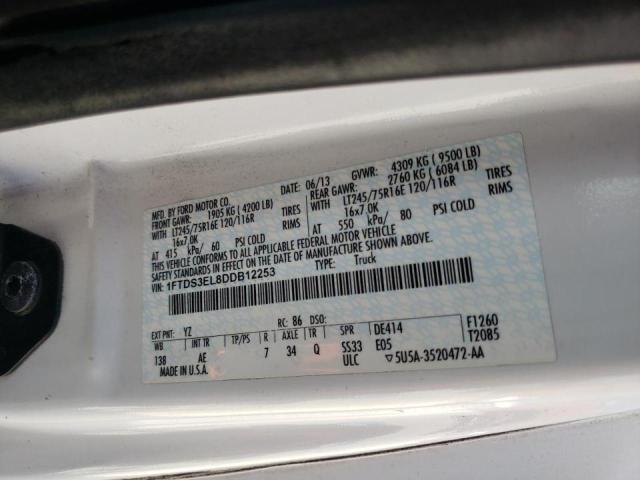 MFD. BY FORD MOTOR CO.
DATE: 06/13 GVWR: 4309 KG ( 9500 LB)
FRONT GAWR: 1905 KG ( 4200 LB) REAR GAWR: 2760 KG ( 6084 LB)
LT245/75R16E 120/116R TIRES LT245/75R16E 120/116R TIRES
16x7.0K RIMS 16x7.0K RIMS
AT 415 kPa/ 60 PSI COLD AT 550 kPa/ 80 PSI COLD
THIS VEHICLE CONFORMS TO ALL APPLICABLE FEDERAL MOTOR VEHICLE
SAFETY STANDARDS IN EFFECT ON THE DATE OF MANUFACTURE SHOWN ABOVE.
VIN: 1FTDS3EL8DDB12253
TYPE: Truck
EXT PNT: YZ RC: 86 DSO: F1260
WB INT TR TP/PS R AXLE TR SPR DE414 T2085
138 AE 7 34 Q SS33 E05
MADE IN U.S.A. ULC ▽5U5A-3520472-AA